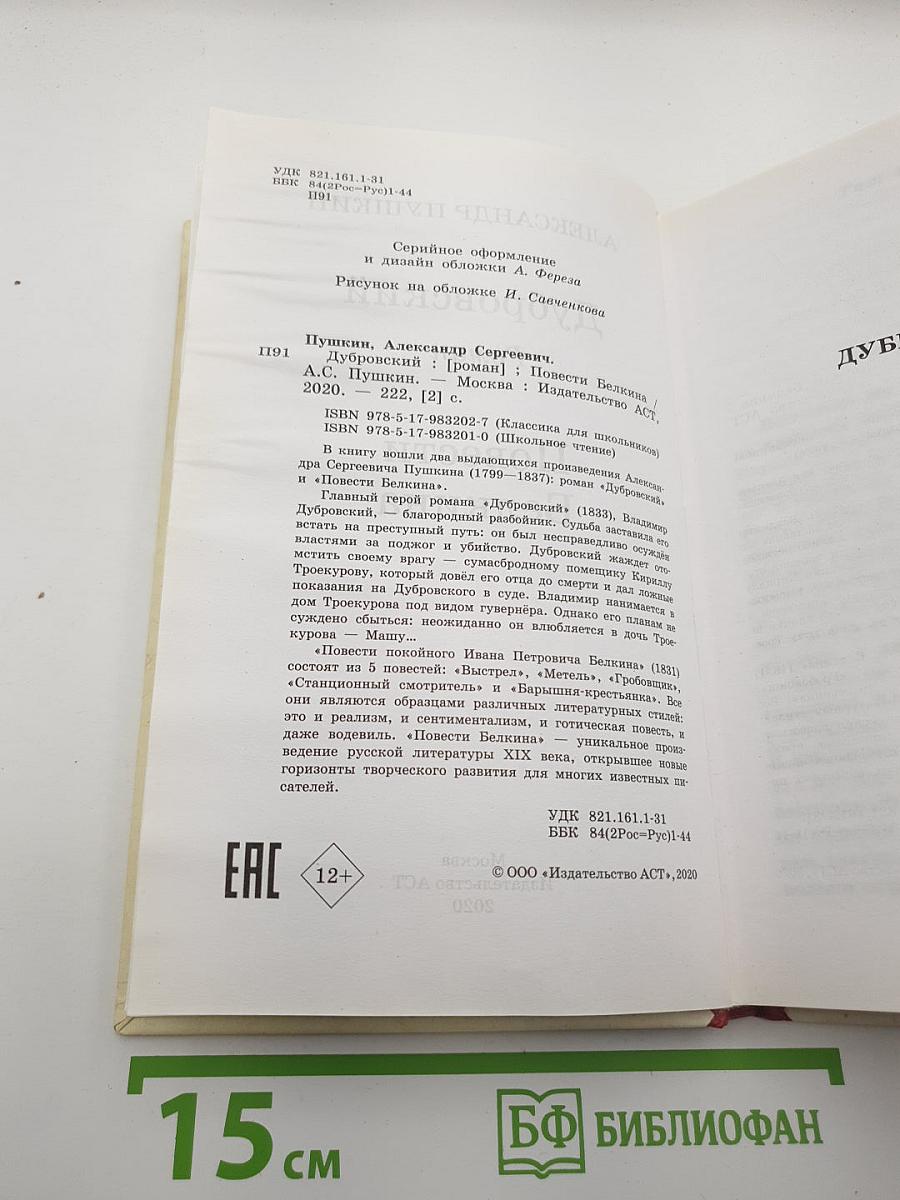 УДК 821.161.1-31
ББК 84(2Рос=Рус)1-44
П91
Серийное оформление
и дизайн обложки А. Фереза
Рисунок на обложке И. Савченкова
Пушкин, Александр Сергеевич.
П91 Дубровский : [роман] ; Повести Белкина /
А.С. Пушкин. — Москва : Издательство АСТ,
2020. — 222, [2] с.
ISBN 978-5-17-983202-7 (Классика для школьников)
ISBN 978-5-17-983201-0 (Школьное чтение)
В книгу вошли два выдающихся произведения Алексан-
дра Сергеевича Пушкина (1799—1837): роман «Дубровский»
и «Повести Белкина».
Главный герой романа «Дубровский» (1833), Владимир
Дубровский, — благородный разбойник. Судьба заставила его
встать на преступный путь: он был несправедливо осуждён
властями за поджог и убийство. Дубровский жаждет ото-
мстить своему врагу — сумасбродному помещику Кириллу
Троекурову, который довёл его отца до смерти и дал ложные
показания на Дубровского в суде. Владимир нанимается в
дом Троекурова под видом гувернёра. Однако его планам не
суждено сбыться: неожиданно он влюбляется в дочь Трое-
курова — Машу...
«Повести покойного Ивана Петровича Белкина» (1831)
состоят из 5 повестей: «Выстрел», «Метель», «Гробовщик»,
«Станционный смотритель» и «Барышня-крестьянка». Все
они являются образцами различных литературных стилей:
это и реализм, и сентиментализм, и готическая повесть, и
даже водевиль. «Повести Белкина» — уникальное произ-
ведение русской литературы XIX века, открывшее новые
горизонты творческого развития для многих известных пи-
сателей.
УДК 821.161.1-31
ББК 84(2Рос=Рус)1-44
ЕАС 12+
© ООО «Издательство АСТ», 2020
ДУБ
15 см
БФ БИБЛИОФАН